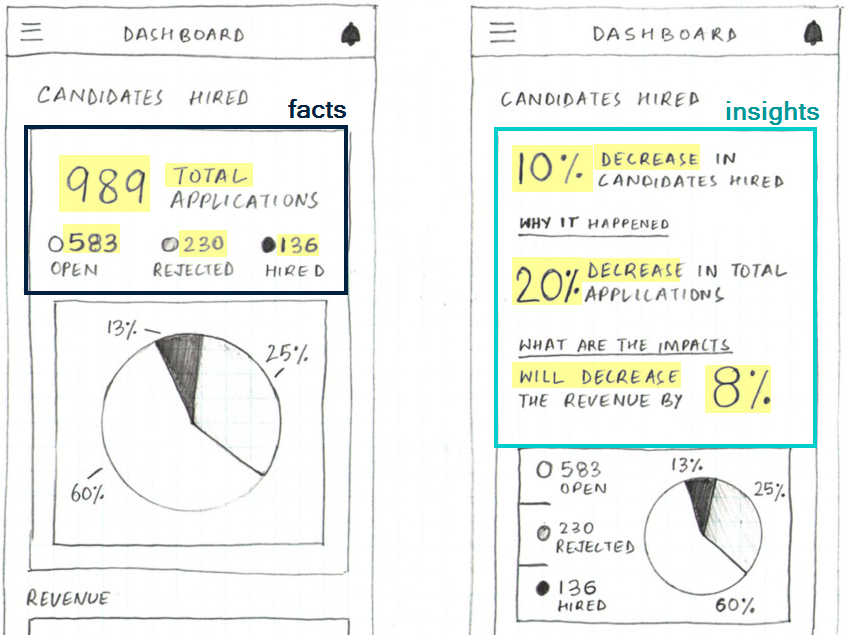 DASHBOARD
CANDIDATES HIRED
facts
989 TOTAL
APPLICATIONS
583 230 136
OPEN REJECTED HIRED
13%
25%
60%
REVENUE
DASHBOARD
CANDIDATES HIRED
insights
10% DECREASE IN
CANDIDATES HIRED
WHY IT HAPPENED
20% DECREASE IN TOTAL
APPLICATIONS
WHAT ARE THE IMPACTS
WILL DECREASE
THE REVENUE BY 8%
583
OPEN
230
REJECTED
136
HIRED
13%
25%
60%